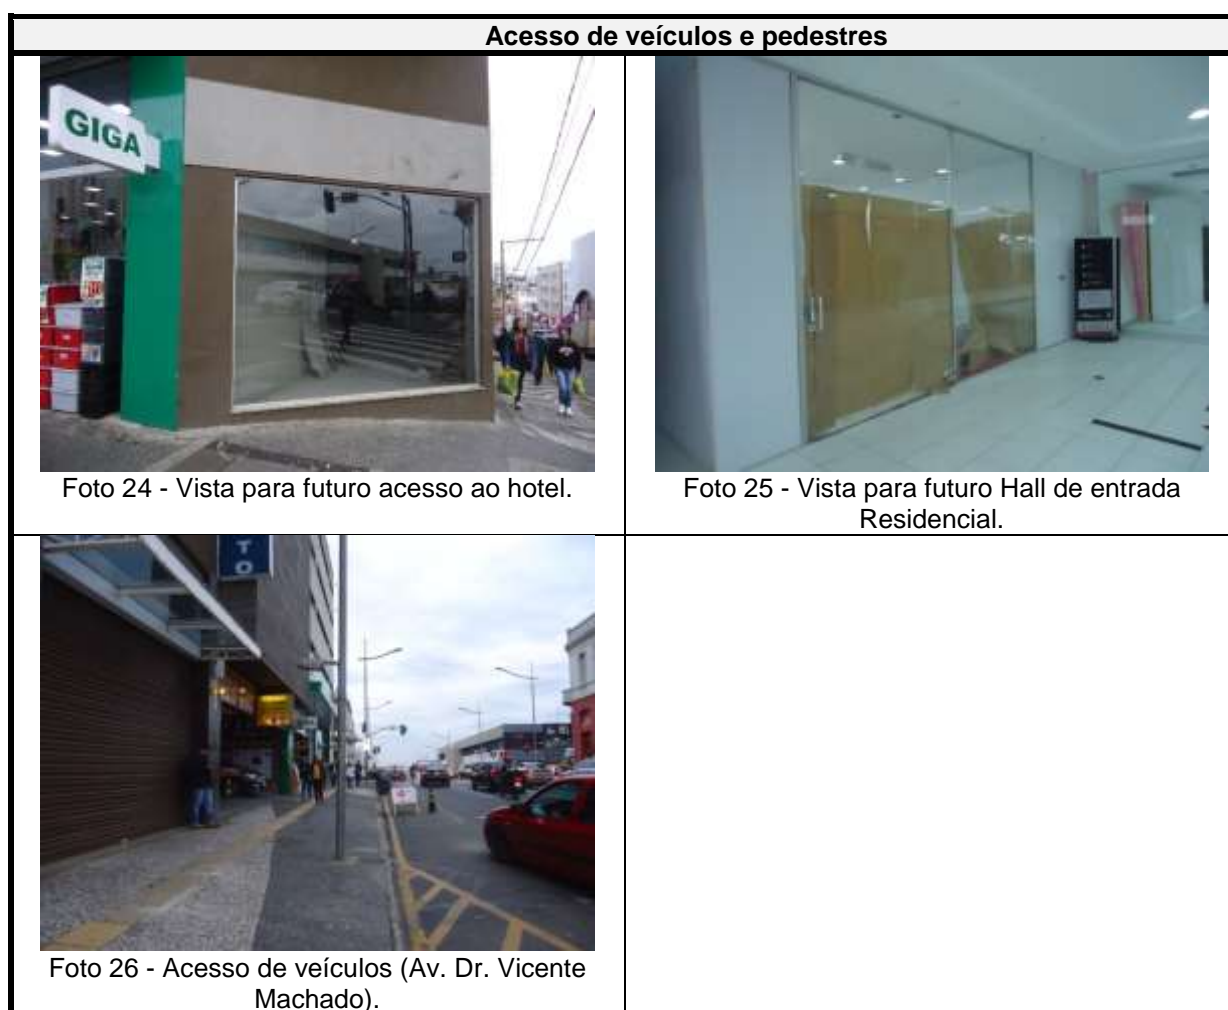 Acesso de veículos e pedestres
GIGA
Foto 24 - Vista para futuro acesso ao hotel.
Foto 25 - Vista para futuro Hall de entrada
Residencial.
T
O
Foto 26 - Acesso de veículos (Av. Dr. Vicente
Machado).